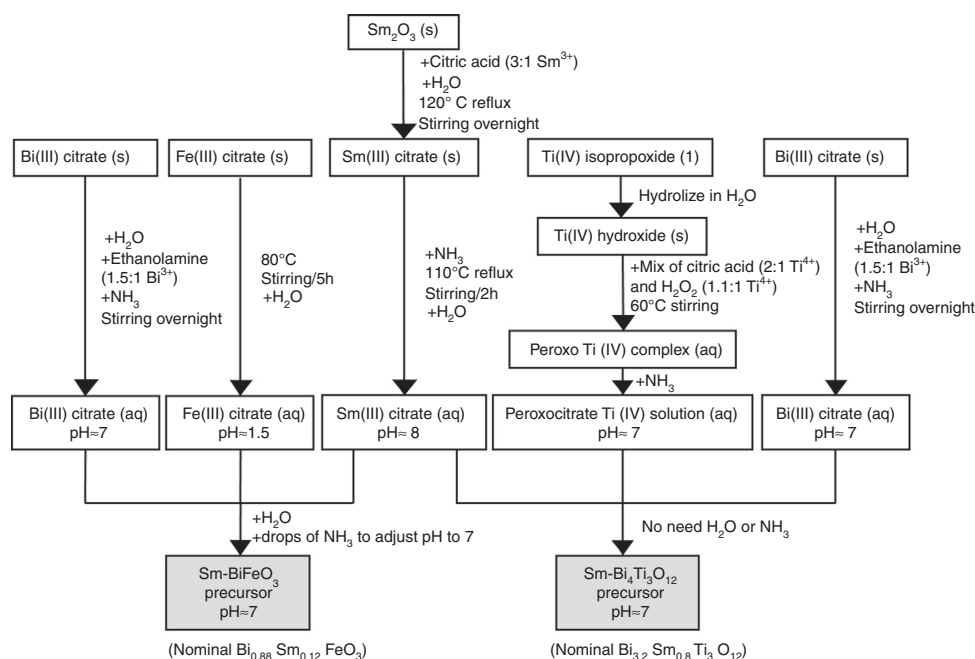 Sm₂O₃ (s)
+Citric acid (3:1 Sm³⁺)
+H₂O
120° C reflux
Stirring overnight
Bi(III) citrate (s)
Fe(III) citrate (s)
Sm(III) citrate (s)
Ti(IV) isopropoxide (1)
Bi(III) citrate (s)
Hydrolize in H₂O
Ti(IV) hydroxide (s)
+H₂O
+Ethanolamine
(1.5:1 Bi³⁺)
+NH₃
Stirring overnight
80°C
Stirring/5h
+H₂O
+NH₃
110°C reflux
Stirring/2h
+H₂O
+Mix of citric acid (2:1 Ti⁴⁺)
and H₂O₂ (1.1:1 Ti⁴⁺)
60°C stirring
+H₂O
+Ethanolamine
(1.5:1 Bi³⁺)
+NH₃
Stirring overnight
Peroxo Ti (IV) complex (aq)
+NH₃
Bi(III) citrate (aq)
pH≈7
Fe(III) citrate (aq)
pH≈1.5
Sm(III) citrate (aq)
pH≈ 8
Peroxocitrate Ti (IV) solution (aq)
pH≈ 7
Bi(III) citrate (aq)
pH≈ 7
+H₂O
+drops of NH₃ to adjust pH to 7
No need H₂O or NH₃
Sm-BiFeO₃
precursor
pH≈7
Sm-Bi₄Ti₃O₁₂
precursor
pH≈7
(Nominal Bi₀.₈₈ Sm₀.₁₂ FeO₃)
(Nominal Bi₃.₂ Sm₀.₈Ti₃ O₁₂)